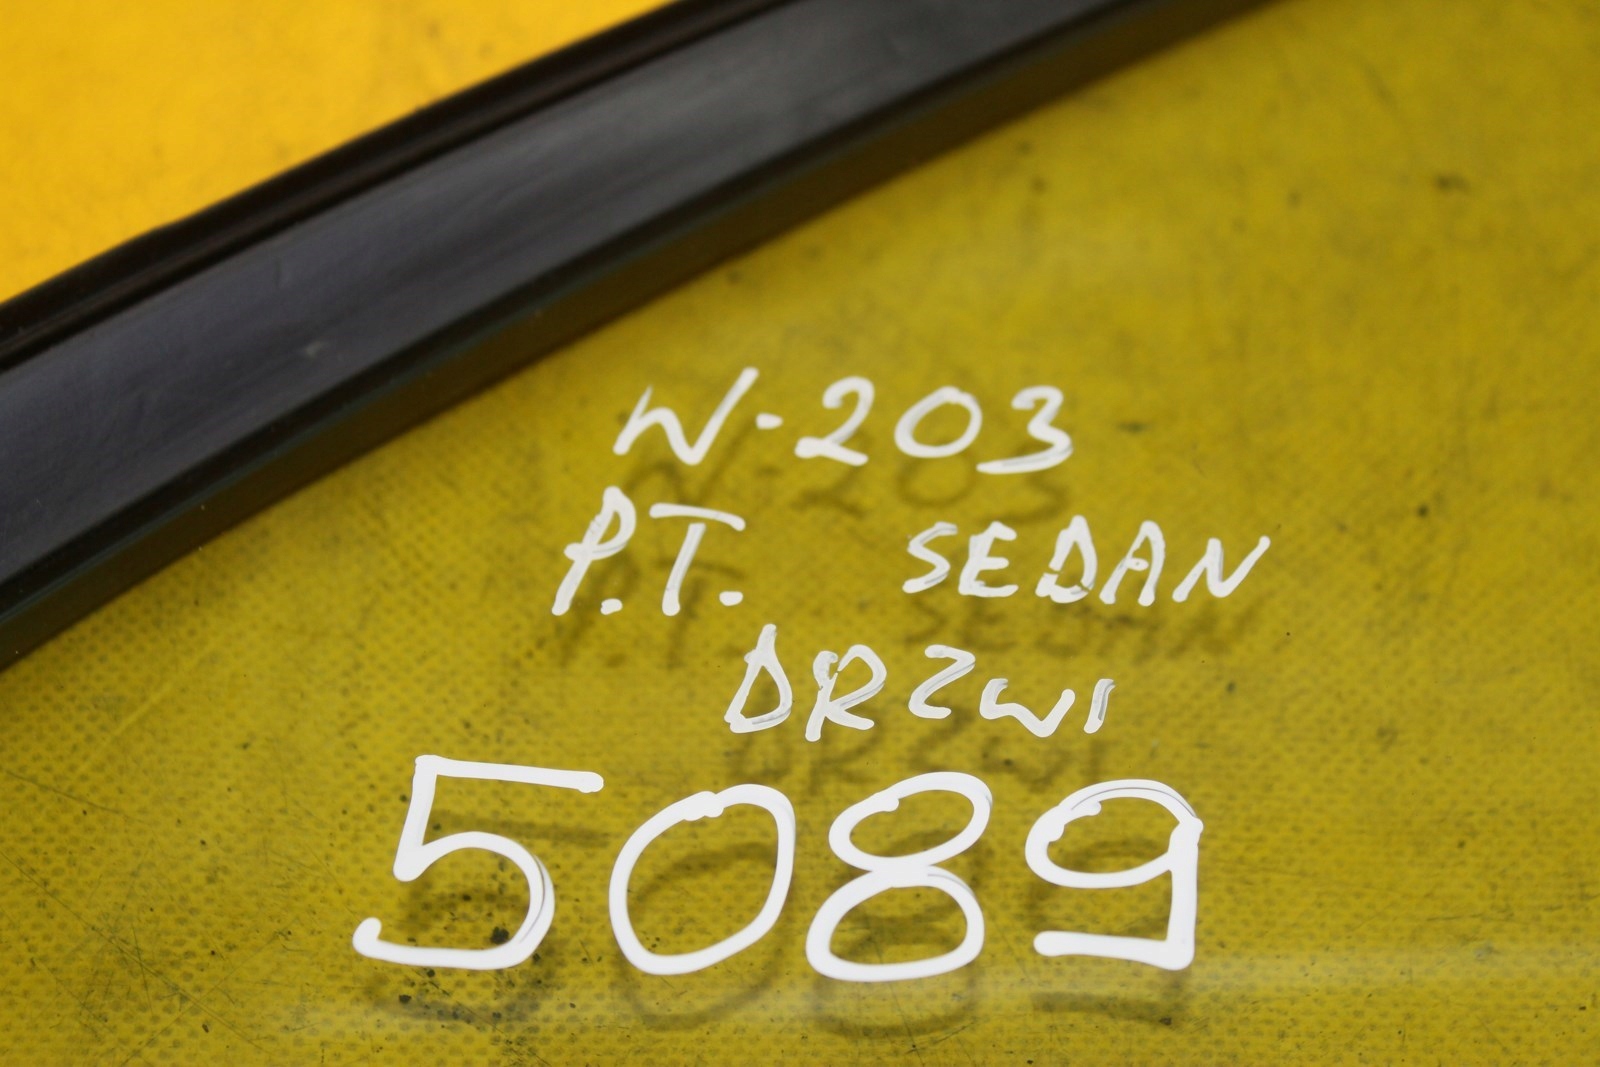 W-203
P.T. SEDAN
DRZWI
5089